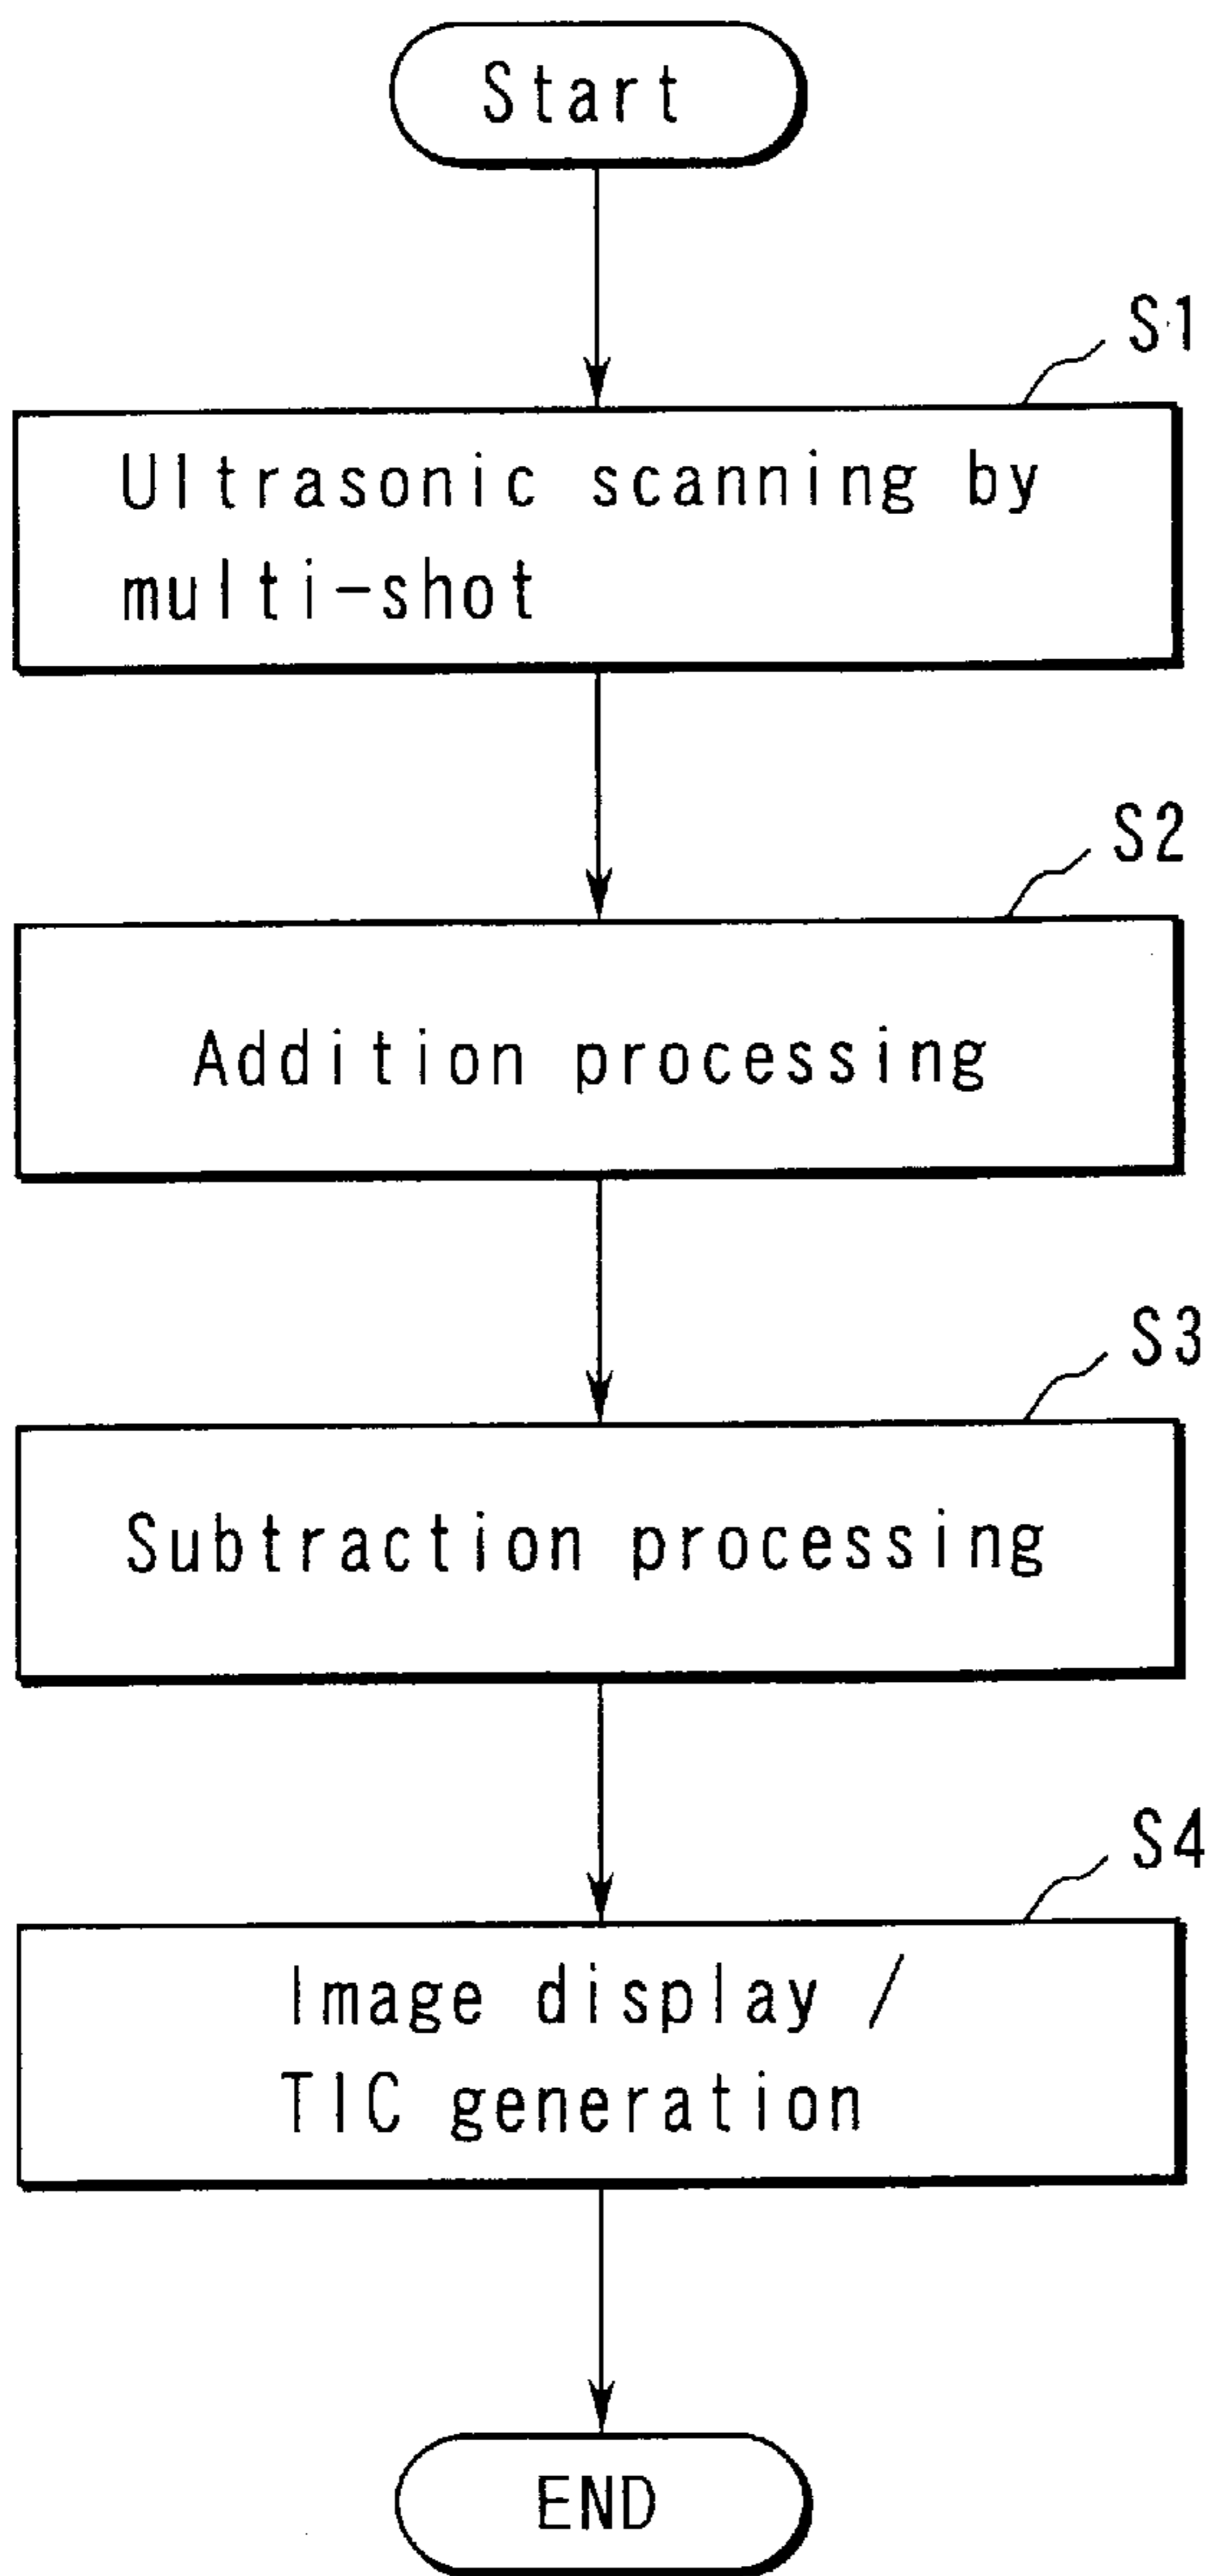 Start
S1
Ultrasonic scanning by
multi-shot
S2
Addition processing
S3
Subtraction processing
S4
Image display /
TIC generation
END